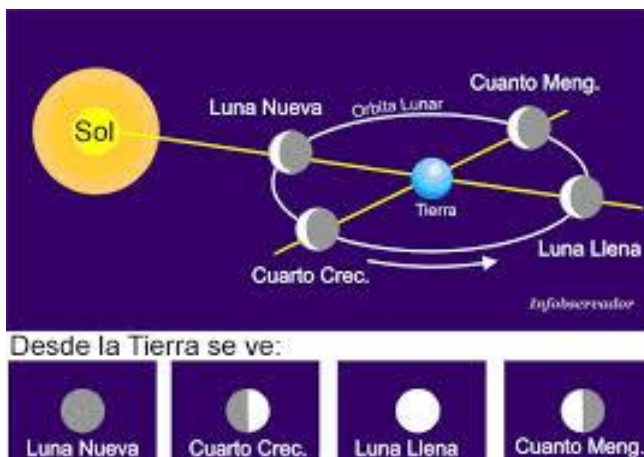 Cuanto Meng.
Orbita Lunar
Luna Nueva
Sol
Tierra
Luna Llena
Cuarto Crec.
Infobservador
Desde la Tierra se ve:
Luna Nueva
Cuarto Crec.
Luna Llena
Cuanto Meng.